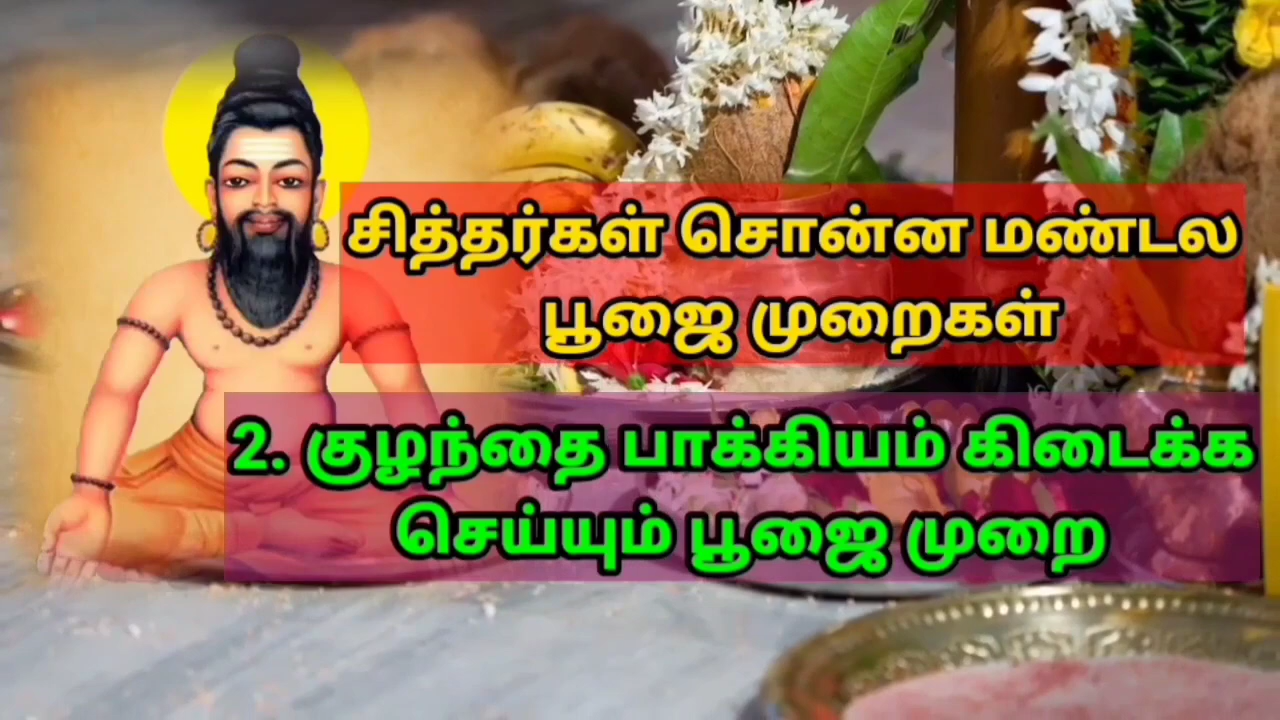 சித்தர்கள் சொன்ன மண்டல
பூஜை முறைகள்
2. குழந்தை பாக்கியம் கிடைக்க
செய்யும் பூஜை முறை